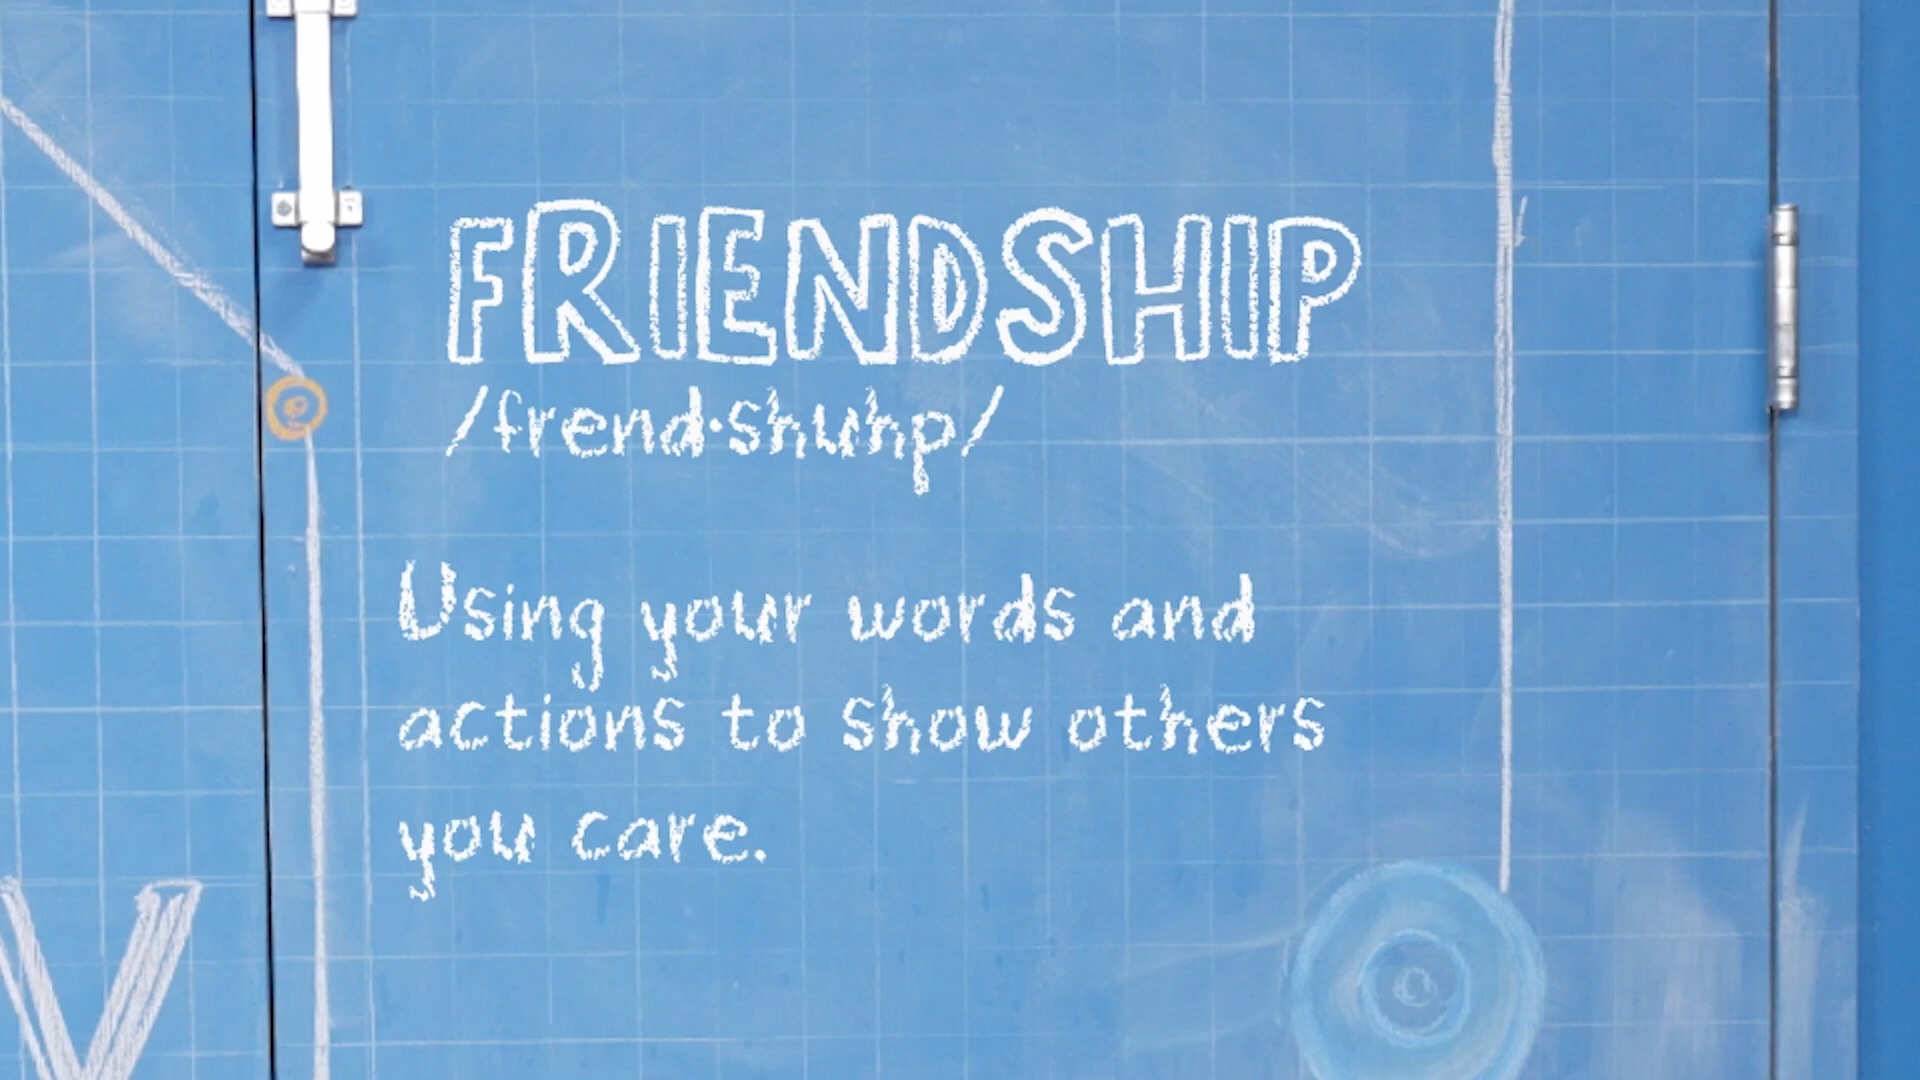 FRIENDSHIP
/frend·shuhp/
Using your words and
actions to show others
you care.